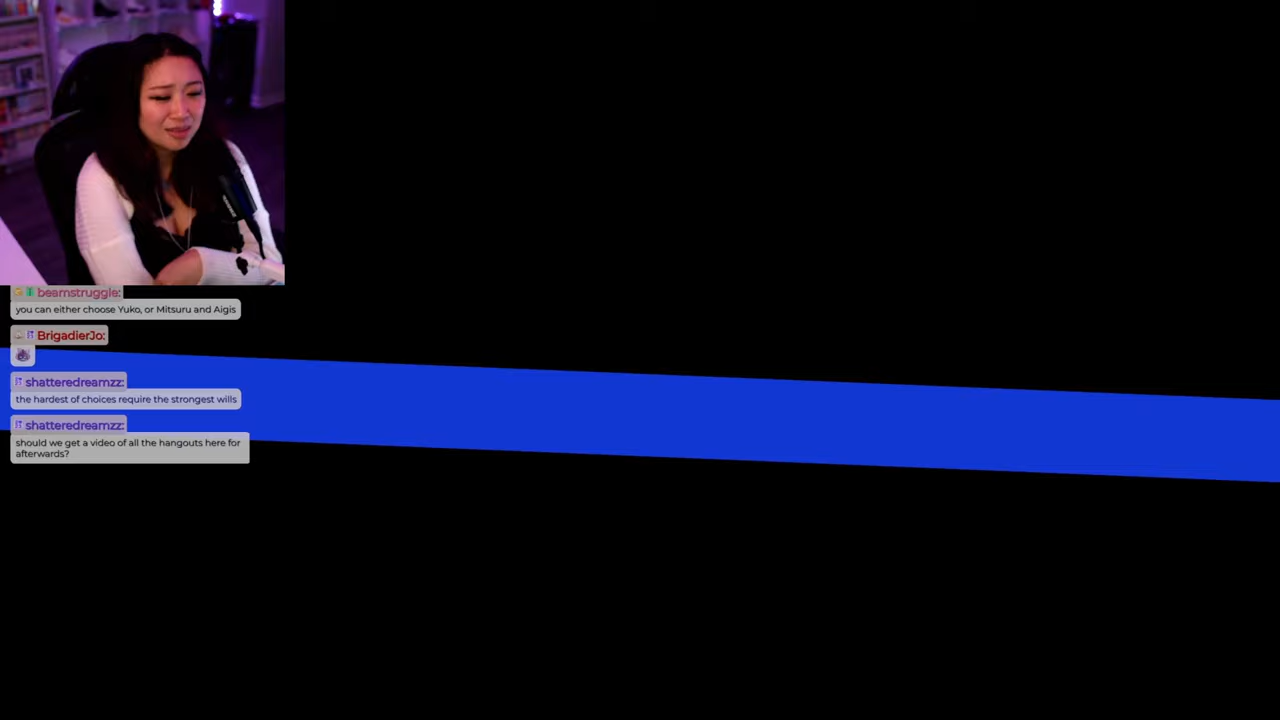 beamstruggle:
you can either choose Yuko, or Mitsuru and Aigis
BrigadierJo:
shatteredreamzz:
the hardest of choices require the strongest wills
shatteredreamzz:
should we get a video of all the hangouts here for
afterwards?